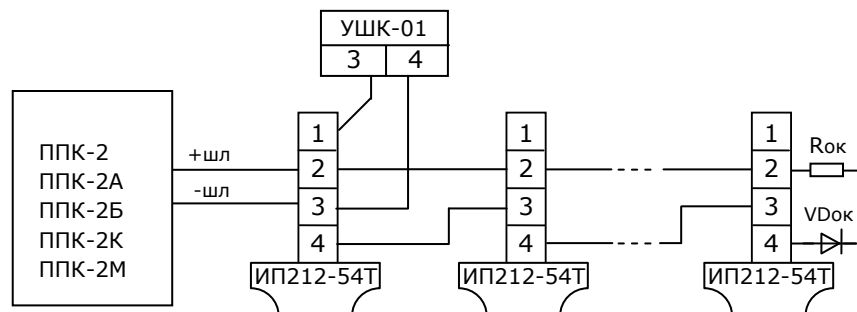 УШК-01
3 4
ППК-2
ППК-2А
ППК-2Б
ППК-2К
ППК-2М
+шл
-шл
1
2
3
4
ИП212-54Т
1
2
3
4
ИП212-54Т
1
2
3
4
ИП212-54Т
Rок
VDок